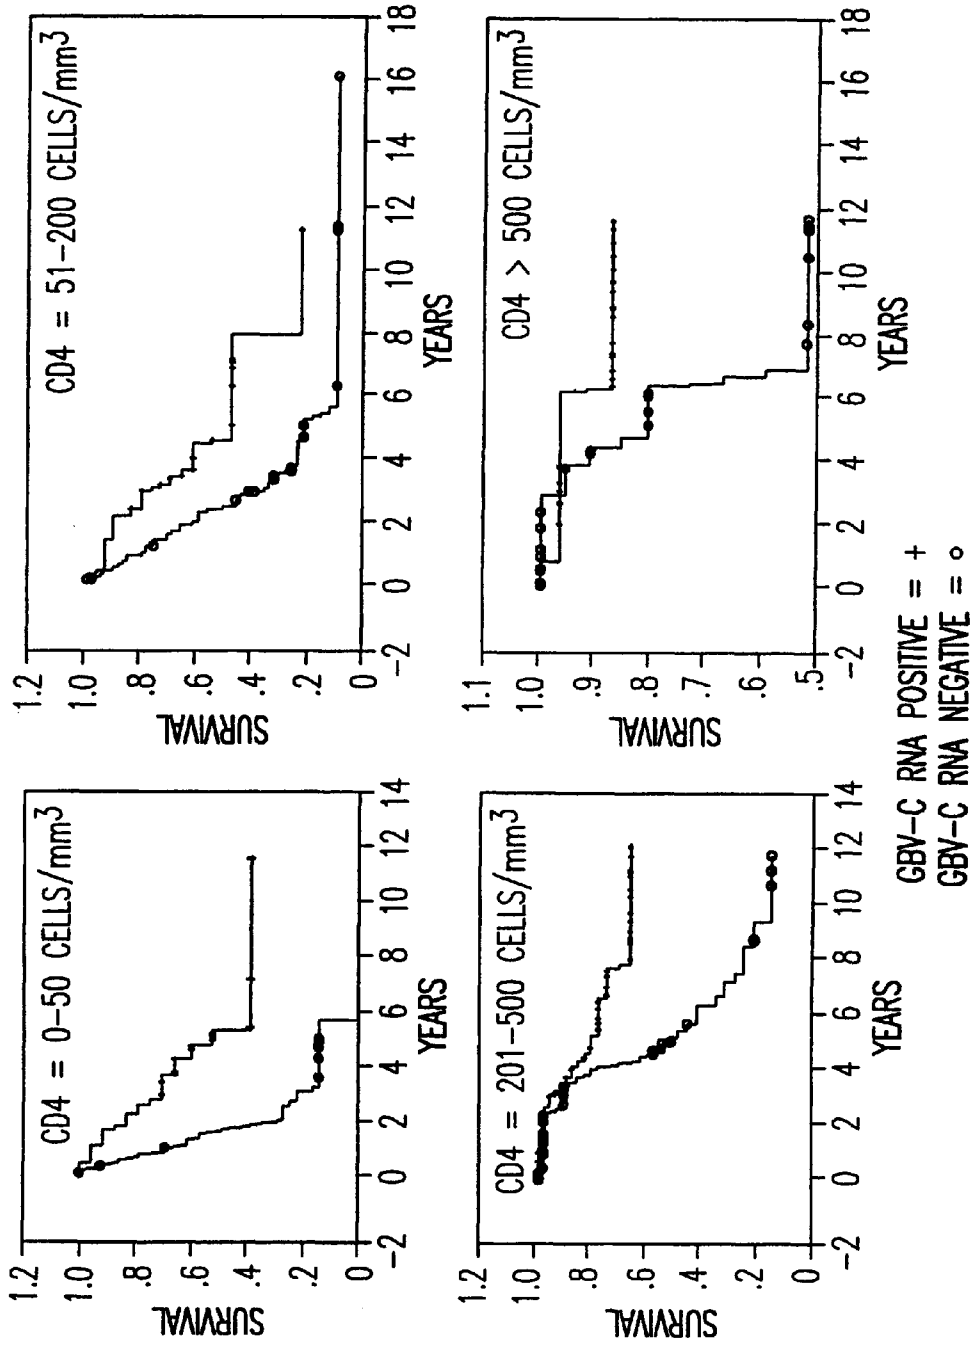 CD4 = 0-50 CELLS/mm3
SURVIVAL
1.2
1.0
.8
.6
.4
.2
0
-2 0 2 4 6 8 10 12 14
YEARS
CD4 = 51-200 CELLS/mm3
SURVIVAL
1.2
1.0
.8
.6
.4
.2
0
-2 0 2 4 6 8 10 12 14 16 18
YEARS
CD4 = 201-500 CELLS/mm3
SURVIVAL
1.2
1.0
.8
.6
.4
.2
0
-2 0 2 4 6 8 10 12 14
YEARS
CD4 > 500 CELLS/mm3
SURVIVAL
1.1
1.0
.9
.8
.7
.6
.5
-2 0 2 4 6 8 10 12 14 16 18
YEARS
GBV-C RNA POSITIVE = +
GBV-C RNA NEGATIVE = o